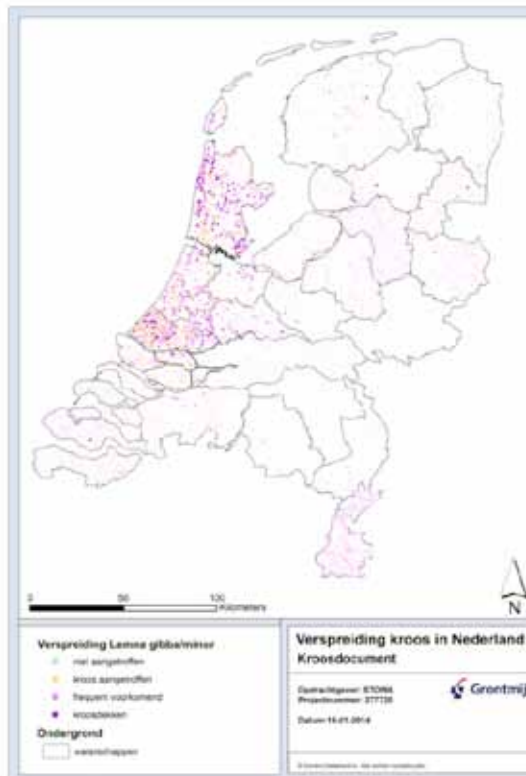 0 50 100
Kilometers
N
Verspreiding Lemna gibba/minor
niet aangetroffen
kroos aangetroffen
frequent voorkomend
kroosdekken
Ondergrond
waterschappen
Verspreiding kroos in Nederland
Kroosdocument
Opdrachtgever: STOWA
Projectnummer:
Grontmij